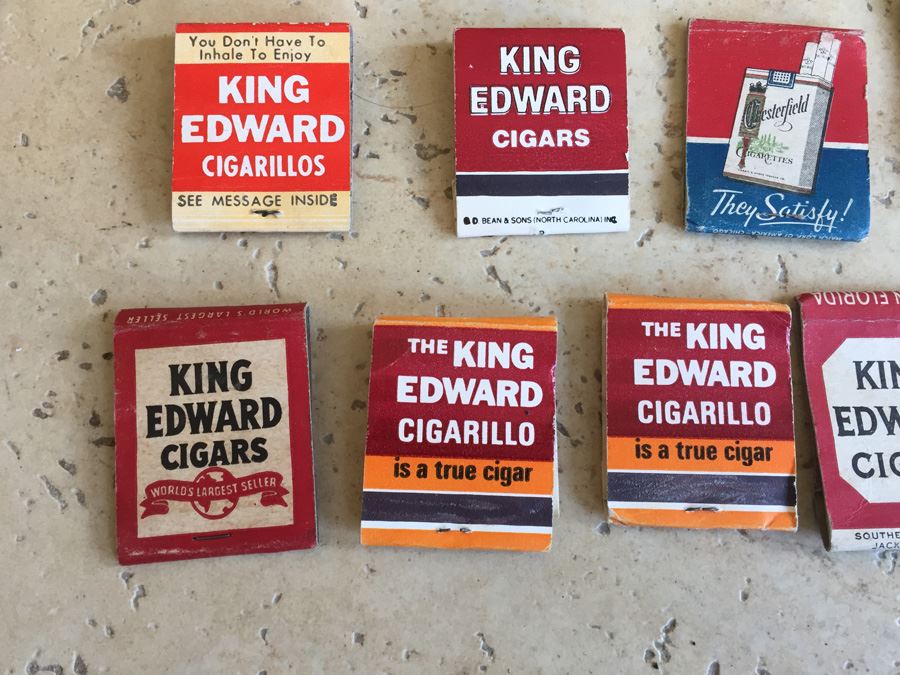 You Don't Have To
Inhale To Enjoy
KING
EDWARD
CIGARILLOS
SEE MESSAGE INSIDE
KING
EDWARD
CIGARS
D. BEAN & SONS (NORTH CAROLINA) INC.
Chesterfield
CIGARETTES
They Satisfy!
WORLD'S LARGEST SELLER
KING
EDWARD
CIGARS
WORLD'S LARGEST SELLER
THE KING
EDWARD
CIGARILLO
is a true cigar
THE KING
EDWARD
CIGARILLO
is a true cigar
N FLORIDA
KIN
EDW
CIG
SOUTHE
JACK